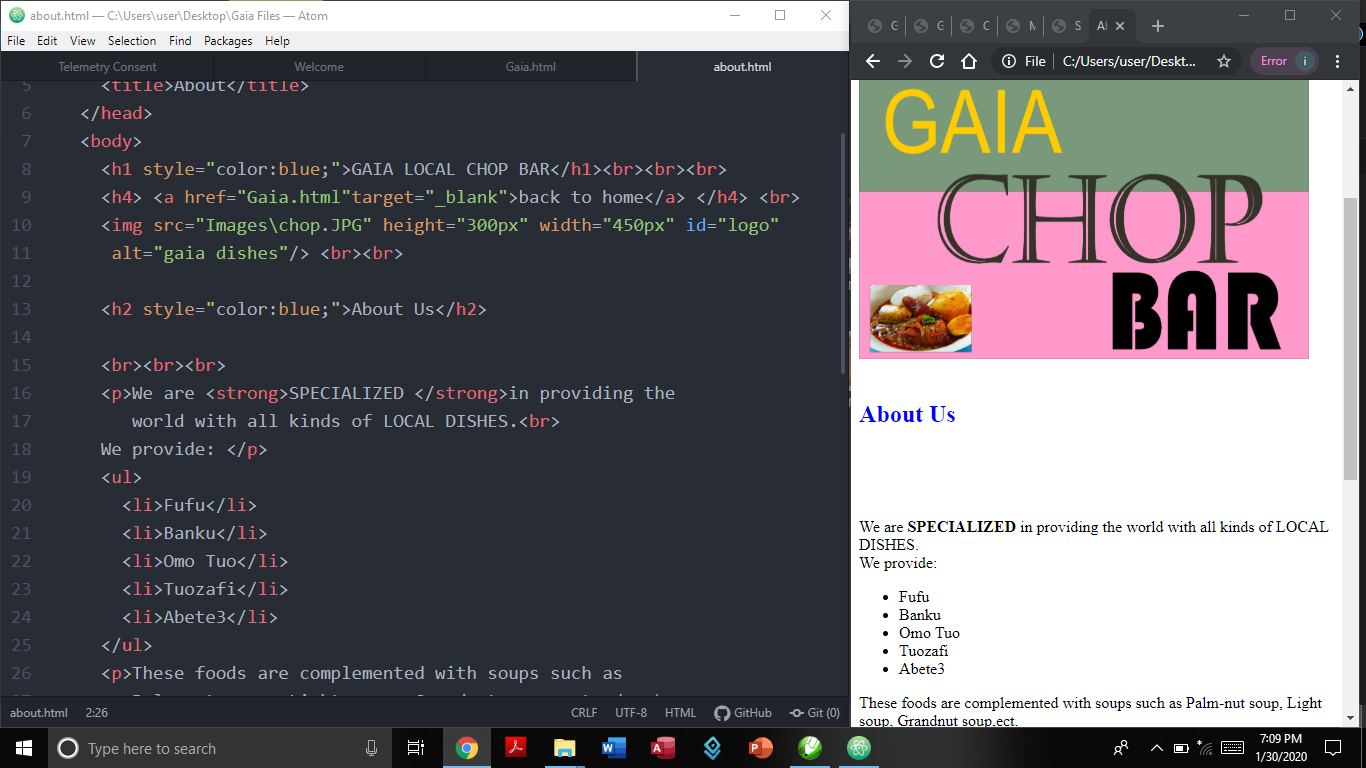 about.html — C:\Users\user\Desktop\Gaia Files — Atom
File Edit View Selection Find Packages Help
Telemetry Consent Welcome Gaia.html about.html
5 <title>About</title>
6 </head>
7 <body>
8 <h1 style="color:blue;">GAIA LOCAL CHOP BAR</h1><br><br><br>
9 <h4> <a href="Gaia.html"target="_blank">back to home</a> </h4> <br>
10 <img src="Images\chop.JPG" height="300px" width="450px" id="logo"
11 alt="gaia dishes"/> <br><br>
12
13 <h2 style="color:blue;">About Us</h2>
14
15 <br><br><br>
16 <p>We are <strong>SPECIALIZED </strong>in providing the
17 world with all kinds of LOCAL DISHES.<br>
18 We provide: </p>
19 <ul>
20 <li>Fufu</li>
21 <li>Banku</li>
22 <li>Omo Tuo</li>
23 <li>Tuozafi</li>
24 <li>Abete3</li>
25 </ul>
26 <p>These foods are complemented with soups such as
about.html 2:26 CRLF UTF-8 HTML GitHub Git (0)
File C:/Users/user/Deskt... Error i
GAIA
CHOP
BAR
About Us
We are SPECIALIZED in providing the world with all kinds of LOCAL
DISHES.
We provide:
Fufu
Banku
Omo Tuo
Tuozafi
Abete3
These foods are complemented with soups such as Palm-nut soup, Light
soup, Grandnut soup,ect.
Type here to search
7:09 PM
1/30/2020